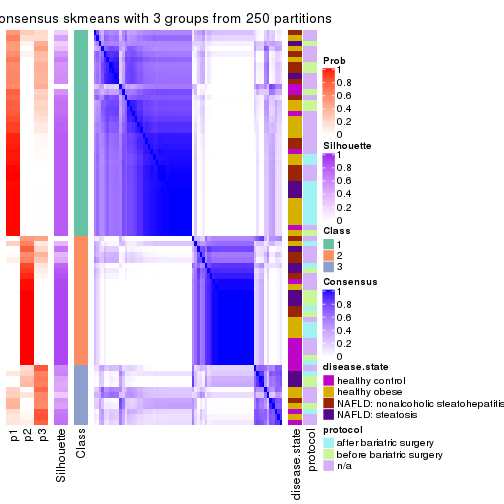 onsensus skmeans with 3 groups from 250 partitions
Prob
1
0.8
0.6
0.4
0.2
0
Silhouette
1
0.8
0.6
0.4
0.2
0
Class
1
2
3
Consensus
1
0.8
0.6
0.4
0.2
0
disease.state
healthy control
healthy obese
NAFLD: nonalcoholic steatohepatitis
NAFLD: steatosis
protocol
after bariatric surgery
before bariatric surgery
n/a
p1
p2
p3
Silhouette
Class
disease.state
protocol